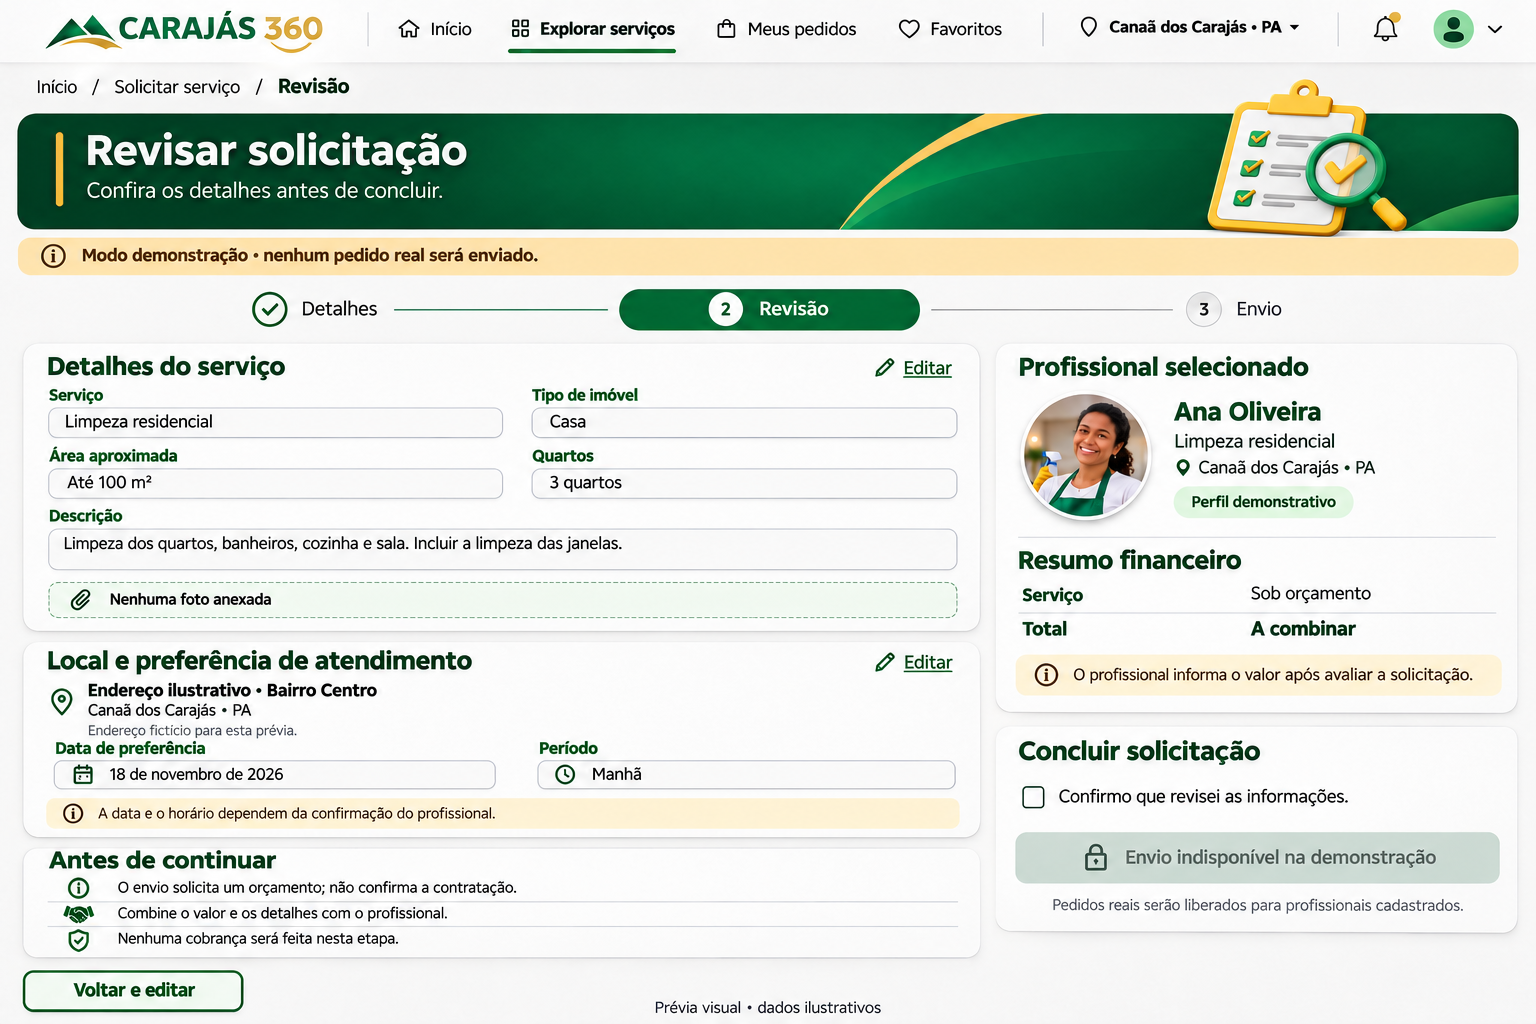 CARAJÁS 360
Início
Explorar serviços
Meus pedidos
Favoritos
Canaã dos Carajás • PA
Início / Solicitar serviço / Revisão
Revisar solicitação
Confira os detalhes antes de concluir.
Modo demonstração • nenhum pedido real será enviado.
Detalhes
2 Revisão
3 Envio
Detalhes do serviço
Editar
Serviço
Limpeza residencial
Tipo de imóvel
Casa
Área aproximada
Até 100 m²
Quartos
3 quartos
Descrição
Limpeza dos quartos, banheiros, cozinha e sala. Incluir a limpeza das janelas.
Nenhuma foto anexada
Local e preferência de atendimento
Editar
Endereço ilustrativo • Bairro Centro
Canaã dos Carajás • PA
Endereço fictício para esta prévia.
Data de preferência
18 de novembro de 2026
Período
Manhã
A data e o horário dependem da confirmação do profissional.
Antes de continuar
O envio solicita um orçamento; não confirma a contratação.
Combine o valor e os detalhes com o profissional.
Nenhuma cobrança será feita nesta etapa.
Voltar e editar
Profissional selecionado
Ana Oliveira
Limpeza residencial
Canaã dos Carajás • PA
Perfil demonstrativo
Resumo financeiro
Serviço Sob orçamento
Total A combinar
O profissional informa o valor após avaliar a solicitação.
Concluir solicitação
Confirmo que revisei as informações.
Envio indisponível na demonstração
Pedidos reais serão liberados para profissionais cadastrados.
Prévia visual • dados ilustrativos